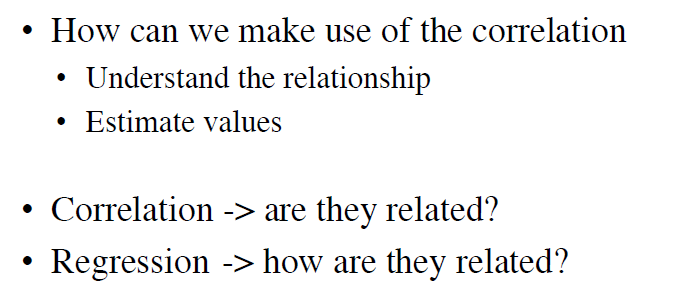 • How can we make use of the correlation
• Understand the relationship
• Estimate values
• Correlation -> are they related?
• Regression -> how are they related?